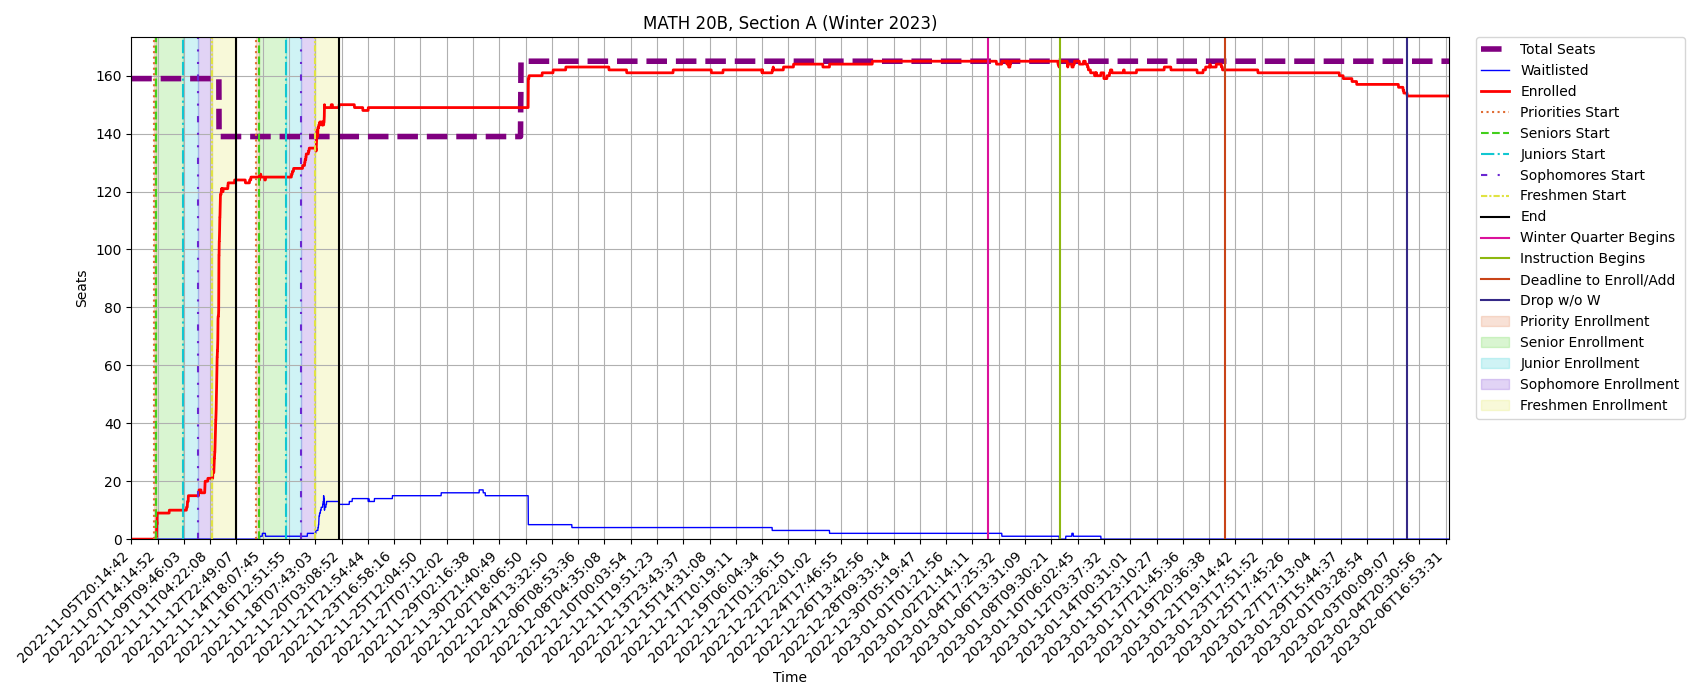 MATH 20B, Section A (Winter 2023)
Seats
160
140
120
100
80
60
40
20
0
2022-11-05T20:14:42
2022-11-07T14:14:52
2022-11-09T09:46:03
2022-11-11T04:22:08
2022-11-12T22:49:07
2022-11-14T18:07:45
2022-11-16T12:51:55
2022-11-18T07:43:03
2022-11-20T03:08:52
2022-11-21T21:54:44
2022-11-23T16:58:16
2022-11-25T12:04:50
2022-11-27T07:12:02
2022-11-29T02:16:38
2022-11-30T21:40:49
2022-12-02T18:06:50
2022-12-04T13:32:50
2022-12-06T08:53:36
2022-12-08T04:35:08
2022-12-10T00:03:54
2022-12-11T19:51:23
2022-12-13T23:43:37
2022-12-15T14:31:08
2022-12-17T10:19:11
2022-12-19T06:04:34
2022-12-21T01:36:15
2022-12-22T22:01:02
2022-12-24T17:46:55
2022-12-26T13:42:56
2022-12-28T09:33:14
2022-12-30T05:19:47
2023-01-01T01:21:56
2023-01-02T21:14:11
2023-01-04T17:25:32
2023-01-06T13:31:09
2023-01-08T09:30:21
2023-01-10T06:02:45
2023-01-12T03:37:32
2023-01-14T00:31:01
2023-01-15T23:10:27
2023-01-17T21:45:36
2023-01-19T20:36:38
2023-01-21T19:14:42
2023-01-23T17:51:52
2023-01-25T17:45:26
2023-01-27T17:13:04
2023-01-29T15:44:37
2023-02-01T03:28:54
2023-02-03T00:09:07
2023-02-04T20:30:56
2023-02-06T16:53:31
Time
Total Seats
Waitlisted
Enrolled
Priorities Start
Seniors Start
Juniors Start
Sophomores Start
Freshmen Start
End
Winter Quarter Begins
Instruction Begins
Deadline to Enroll/Add
Drop w/o W
Priority Enrollment
Senior Enrollment
Junior Enrollment
Sophomore Enrollment
Freshmen Enrollment